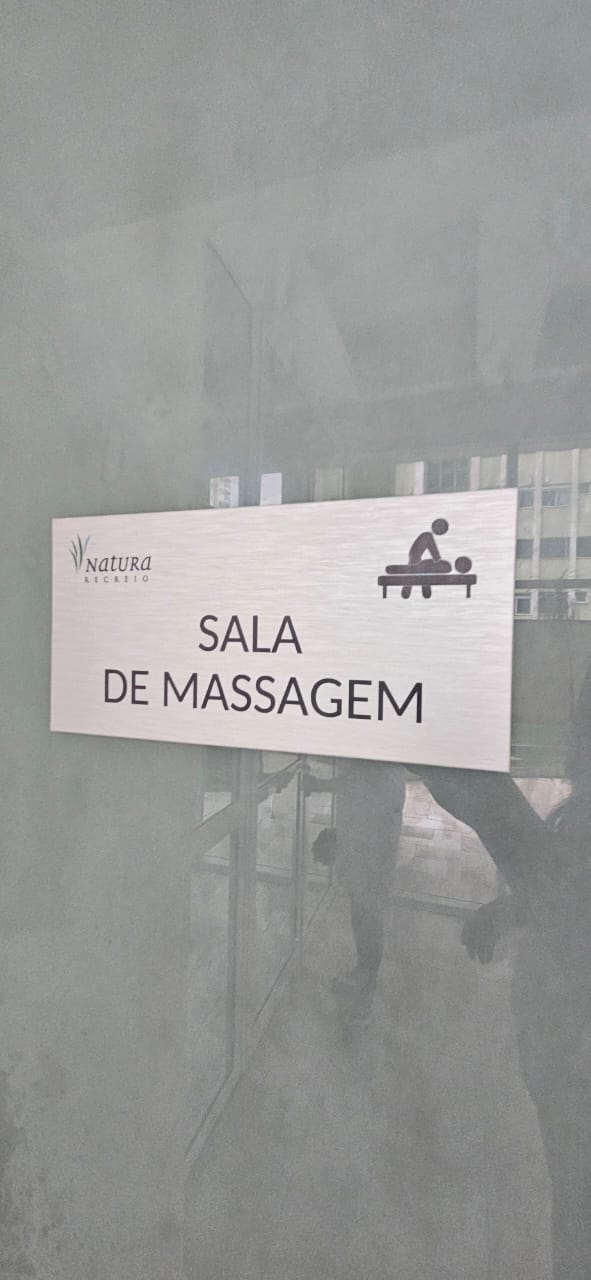 Natura
RECREIO
SALA
DE MASSAGEM